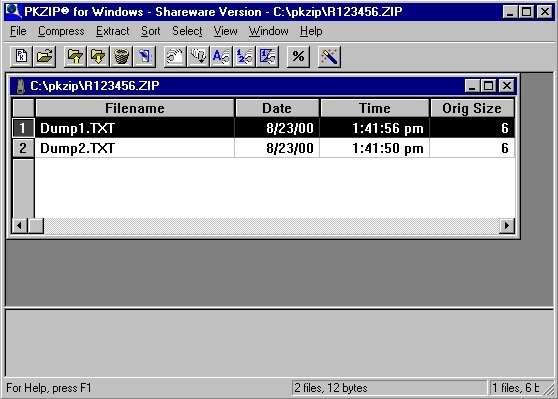 PKZIP® for Windows - Shareware Version - C:\pkzip\R123456.ZIP
File Compress Extract Sort Select View Window Help
%
C:\pkzip\R123456.ZIP
Filename Date Time Orig Size
1 Dump1.TXT 8/23/00 1:41:56 pm 6
2 Dump2.TXT 8/23/00 1:41:50 pm 6
For Help, press F1 2 files, 12 bytes 1 files, 6 b